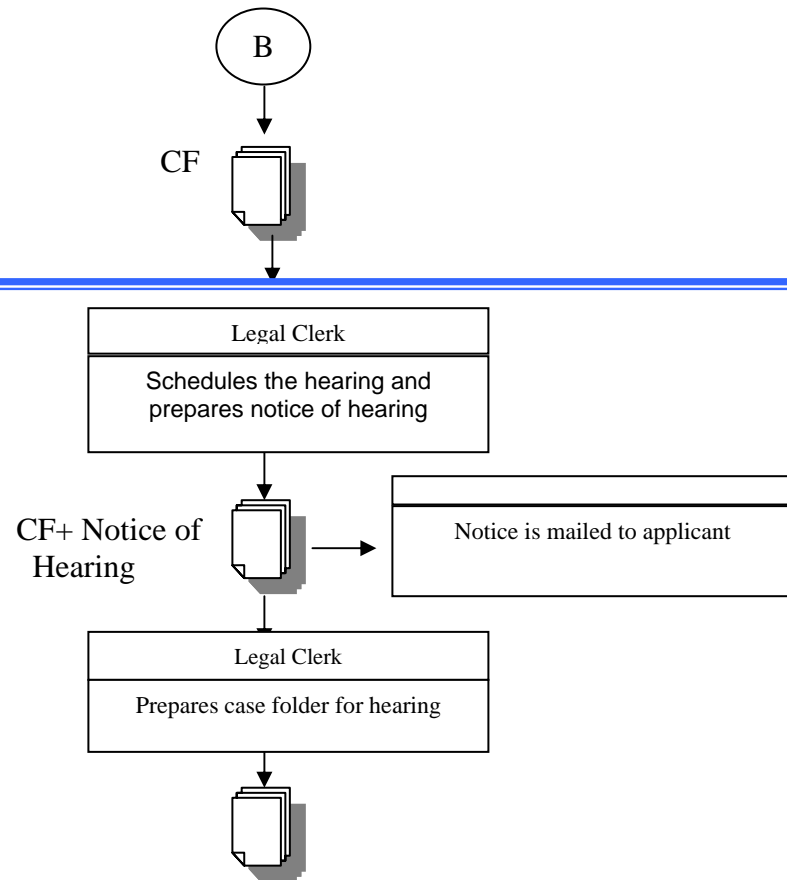 B
CF
Legal Clerk
Schedules the hearing and
prepares notice of hearing
CF+ Notice of
Hearing
Notice is mailed to applicant
Legal Clerk
Prepares case folder for hearing